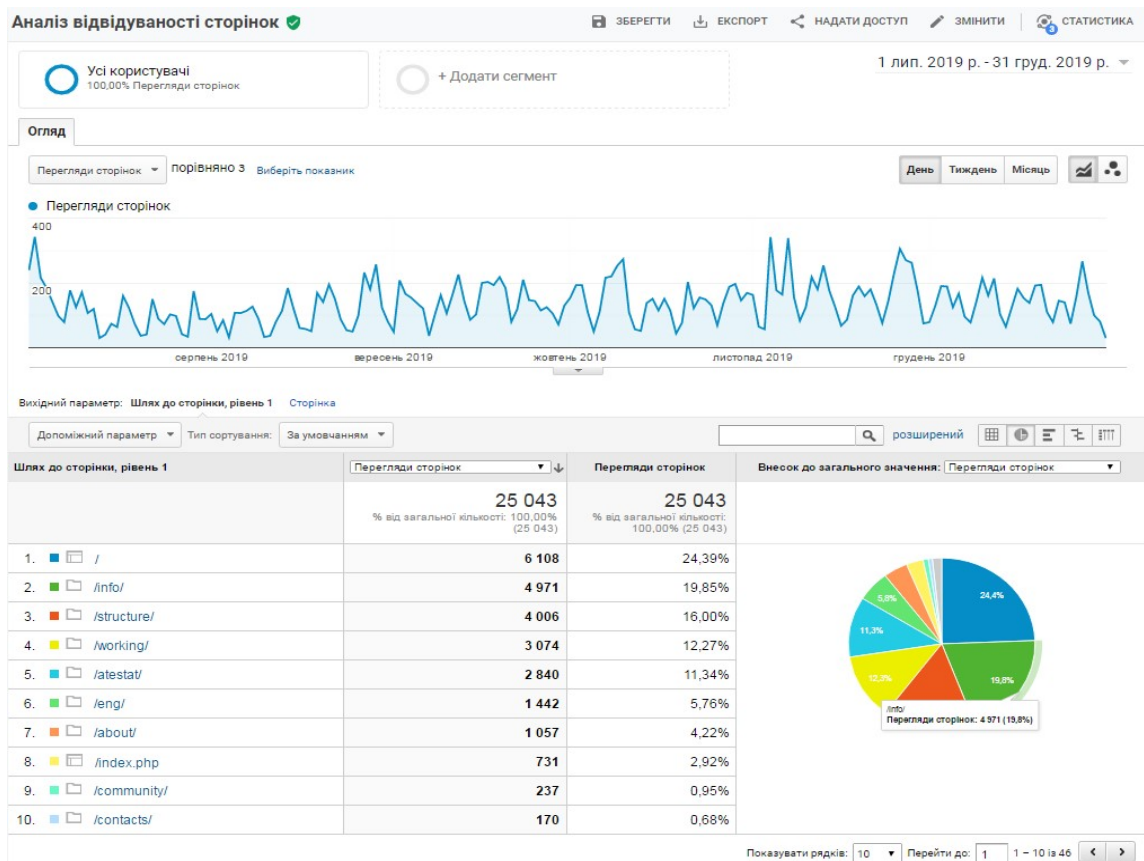 Аналіз відвідуваності сторінок
ЗБЕРЕГТИ ЕКСПОРТ НАДАТИ ДОСТУП ЗМІНИТИ 3 СТАТИСТИКА
Усі користувачі
100,00% Перегляди сторінок
+ Додати сегмент
1 лип. 2019 р. - 31 груд. 2019 р.
Огляд
Перегляди сторінок порівняно з Виберіть показник
День Тиждень Місяць
Перегляди сторінок
400
200
серпень 2019 вересень 2019 жовтень 2019 листопад 2019 грудень 2019
Вихідний параметр: Шлях до сторінки, рівень 1 Сторінка
Допоміжний параметр Тип сортування: За умовчанням розширений
Шлях до сторінки, рівень 1 Перегляди сторінок Перегляди сторінок Внесок до загального значення: Перегляди сторінок
25 043 25 043
% від загальної кількості: 100,00% (25 043) % від загальної кількості: 100,00% (25 043)
1. / 6 108 24,39%
2. /info/ 4 971 19,85%
3. /structure/ 4 006 16,00%
4. /working/ 3 074 12,27%
5. /atestat/ 2 840 11,34%
6. /eng/ 1 442 5,76%
7. /about/ 1 057 4,22%
8. /index.php 731 2,92%
9. /community/ 237 0,95%
10. /contacts/ 170 0,68%
24,4%
5,8%
11,3%
12,3%
19,8%
/info/
Перегляди сторінок: 4 971 (19,8%)
Показувати рядків: 10 Перейти до: 1 1 – 10 із 46